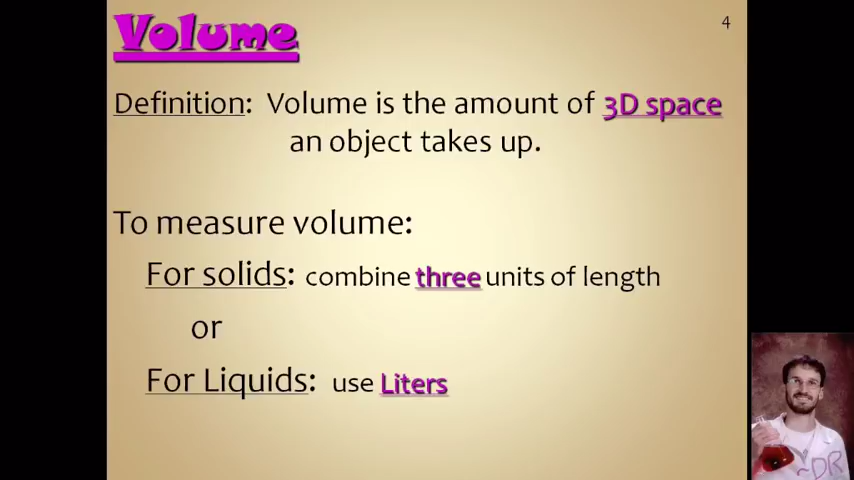 Volume
4
Definition: Volume is the amount of 3D space
an object takes up.
To measure volume:
For solids: combine three units of length
or
For Liquids: use Liters
~DR